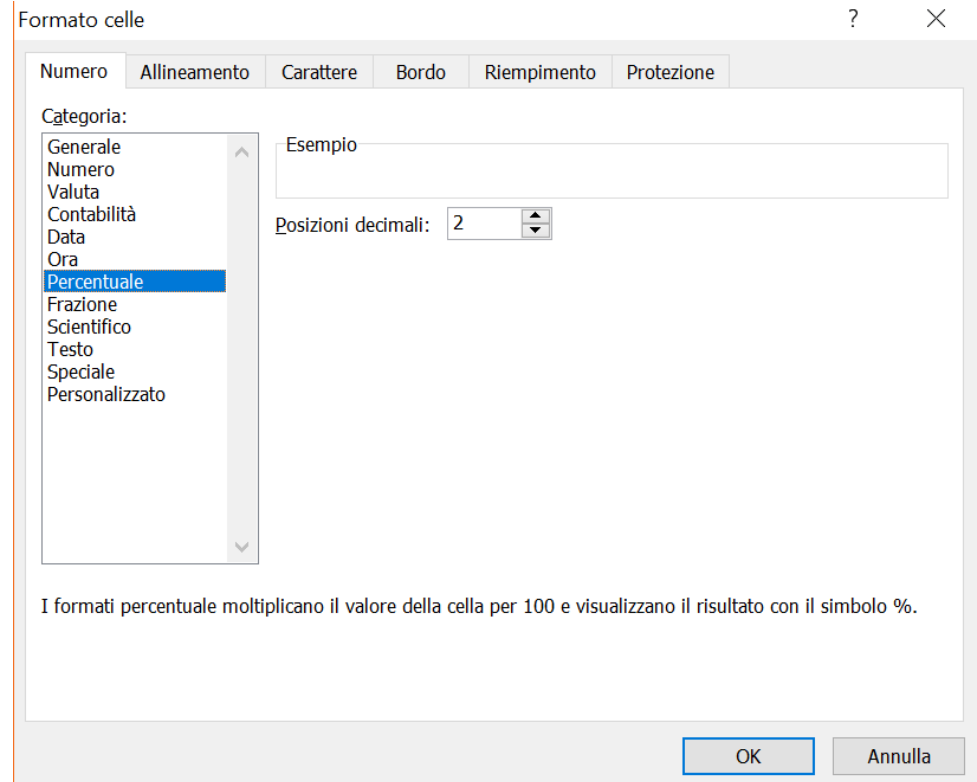 Formato celle
?
Numero Allineamento Carattere Bordo Riempimento Protezione
Categoria:
Generale
Numero
Valuta
Contabilità
Data
Ora
Percentuale
Frazione
Scientifico
Testo
Speciale
Personalizzato
Esempio
Posizioni decimali: 2
I formati percentuale moltiplicano il valore della cella per 100 e visualizzano il risultato con il simbolo %.
OK Annulla